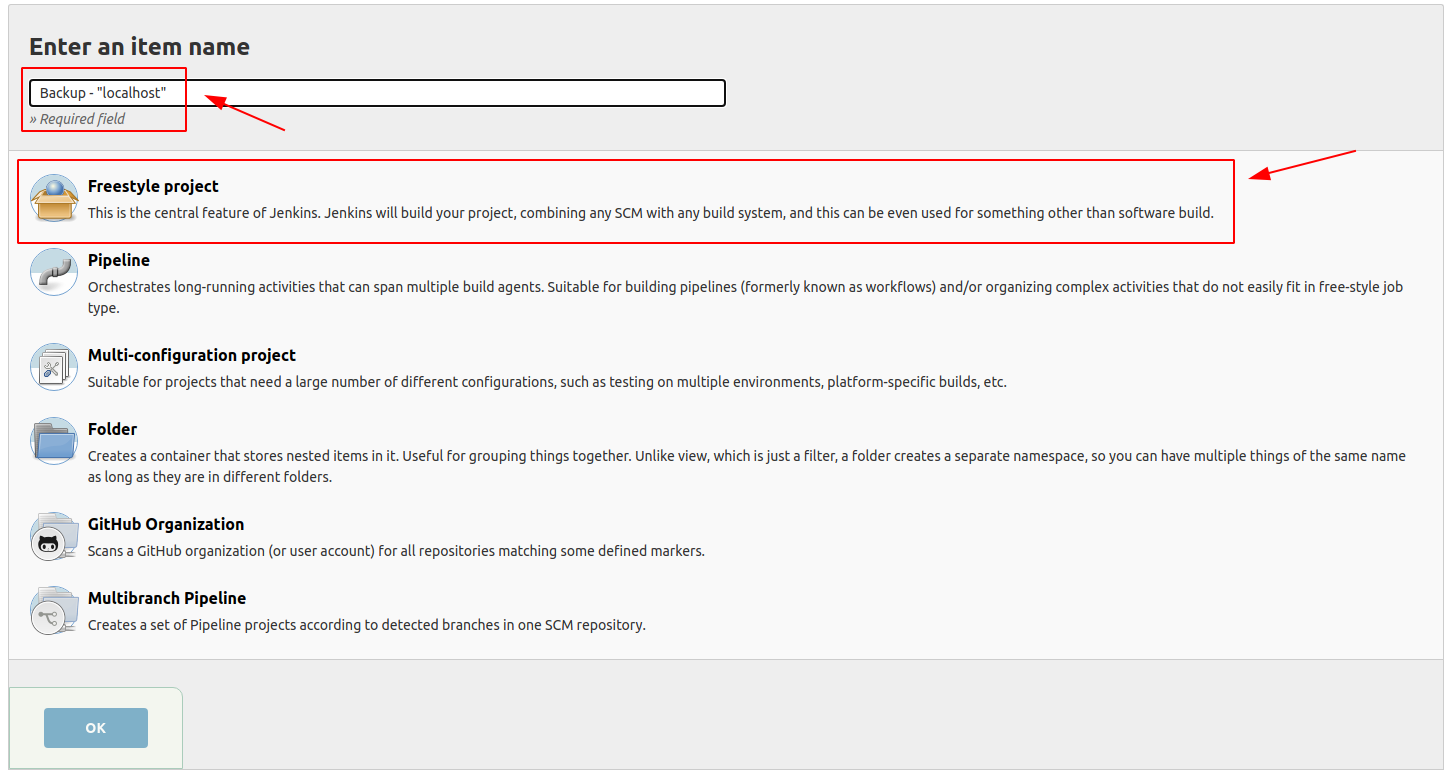 Enter an item name
Backup - "localhost"
» Required field
Freestyle project
This is the central feature of Jenkins. Jenkins will build your project, combining any SCM with any build system, and this can be even used for something other than software build.
Pipeline
Orchestrates long-running activities that can span multiple build agents. Suitable for building pipelines (formerly known as workflows) and/or organizing complex activities that do not easily fit in free-style job
type.
Multi-configuration project
Suitable for projects that need a large number of different configurations, such as testing on multiple environments, platform-specific builds, etc.
Folder
Creates a container that stores nested items in it. Useful for grouping things together. Unlike view, which is just a filter, a folder creates a separate namespace, so you can have multiple things of the same name
as long as they are in different folders.
GitHub Organization
Scans a GitHub organization (or user account) for all repositories matching some defined markers.
Multibranch Pipeline
Creates a set of Pipeline projects according to detected branches in one SCM repository.
OK